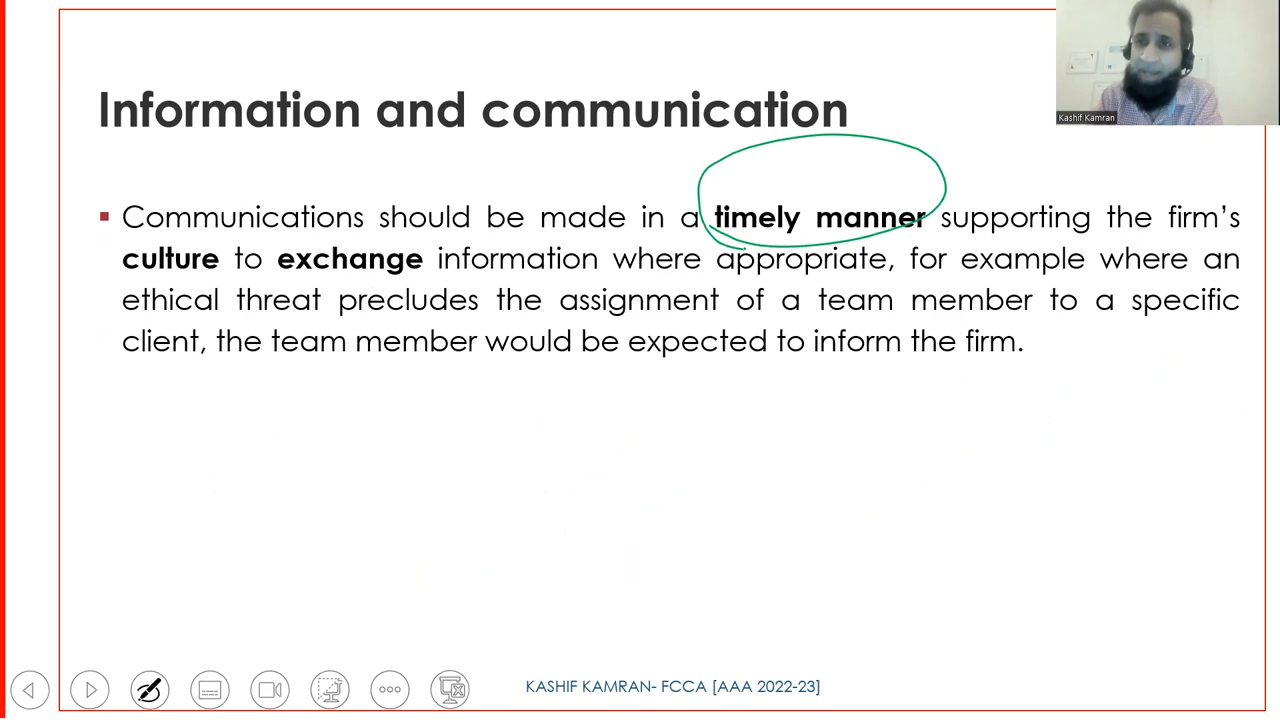 Information and communication
Kashif Kamran
Communications should be made in a timely manner supporting the firm's
culture to exchange information where appropriate, for example where an
ethical threat precludes the assignment of a team member to a specific
client, the team member would be expected to inform the firm.
KASHIF KAMRAN- FCCA [AAA 2022-23]